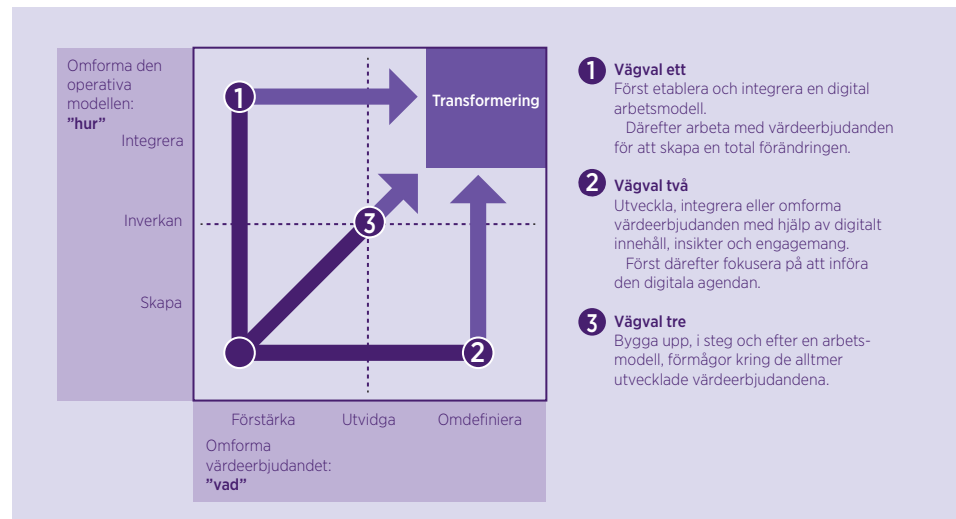 Omforma den
operativa
modellen:
”hur”
Integrera
Inverkan
Skapa
1
Transformering
3
2
Förstärka
Utvidga
Omdefiniera
Omforma
värdeerbjudandet:
”vad”
1 Vägval ett
Först etablera och integrera en digital
arbetsmodell.
Därefter arbeta med värdeerbjudanden
för att skapa en total förändringen.
2 Vägval två
Utveckla, integrera eller omforma
värdeerbjudanden med hjälp av digitalt
innehåll, insikter och engagemang.
Först därefter fokusera på att införa
den digitala agendan.
3 Vägval tre
Bygga upp, i steg och efter en arbets-
modell, förmågor kring de alltmer
utvecklade värdeerbjudandena.